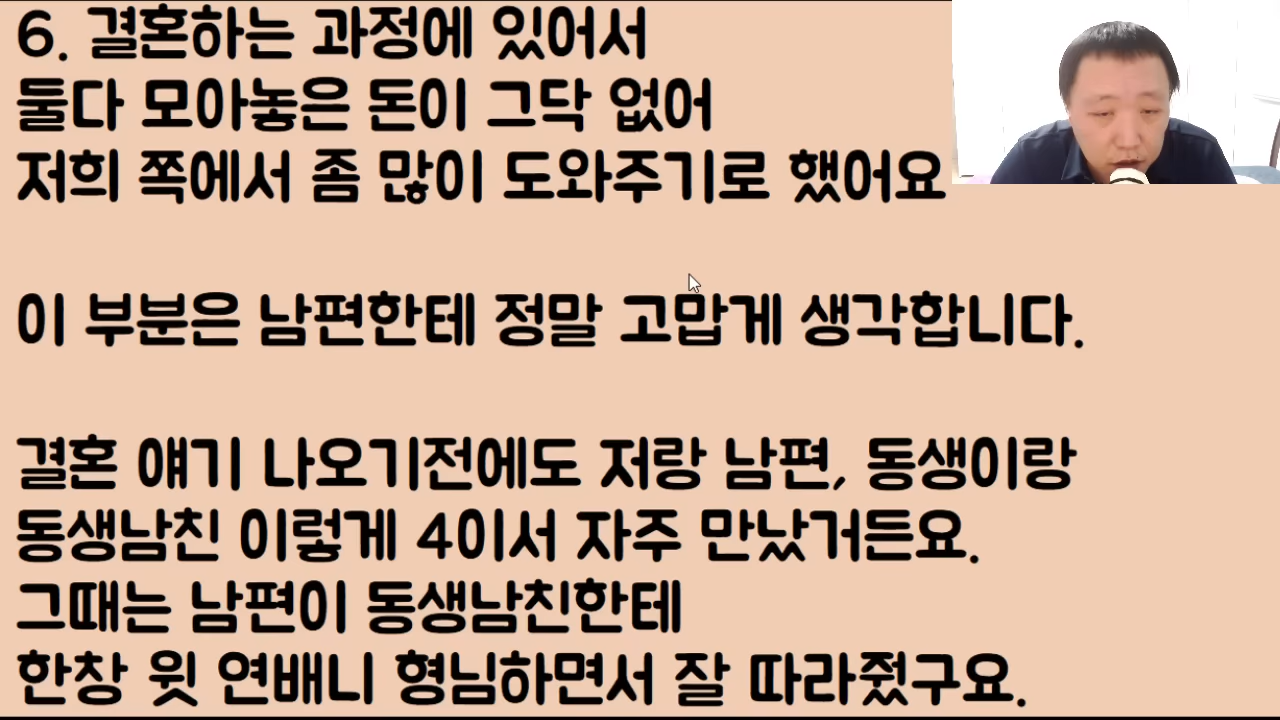 6. 결혼하는 과정에 있어서
둘다 모아놓은 돈이 그닥 없어
저희 쪽에서 좀 많이 도와주기로 했어요
이 부분은 남편한테 정말 고맙게 생각합니다.
결혼 얘기 나오기전에도 저랑 남편, 동생이랑
동생남친 이렇게 4이서 자주 만났거든요.
그때는 남편이 동생남친한테
한창 윗 연배니 형님하면서 잘 따라줬구요.